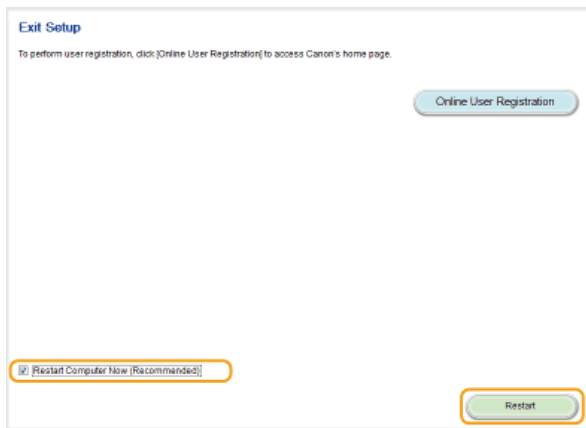 Exit Setup
To perform user registration, click [Online User Registration] to access Canon's home page.
Online User Registration
Restart Computer Now (Recommended)
Restart